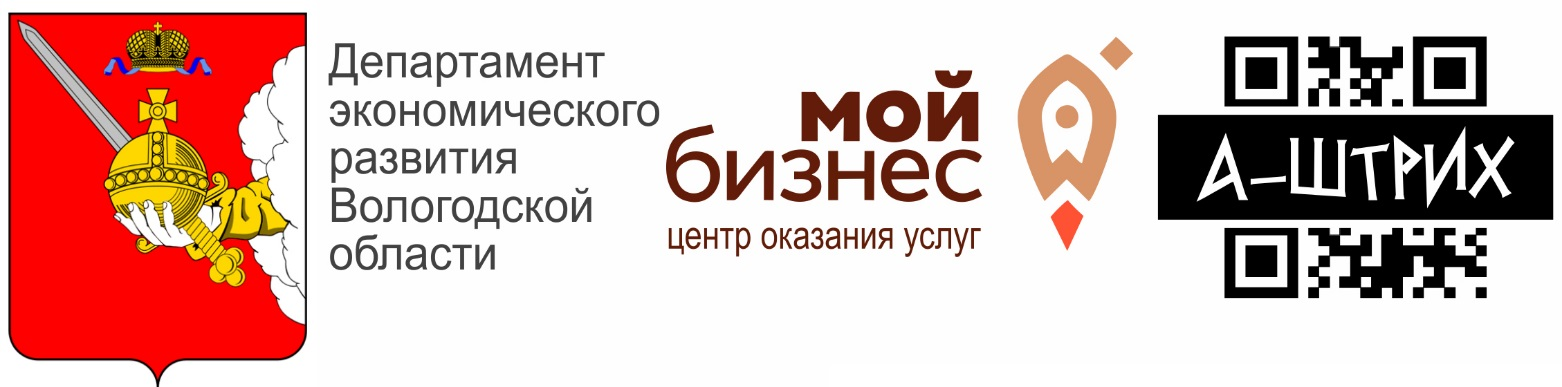 Департамент
экономического
развития
Вологодской
области
мой
бизнес
центр оказания услуг
А-ШТРИХ